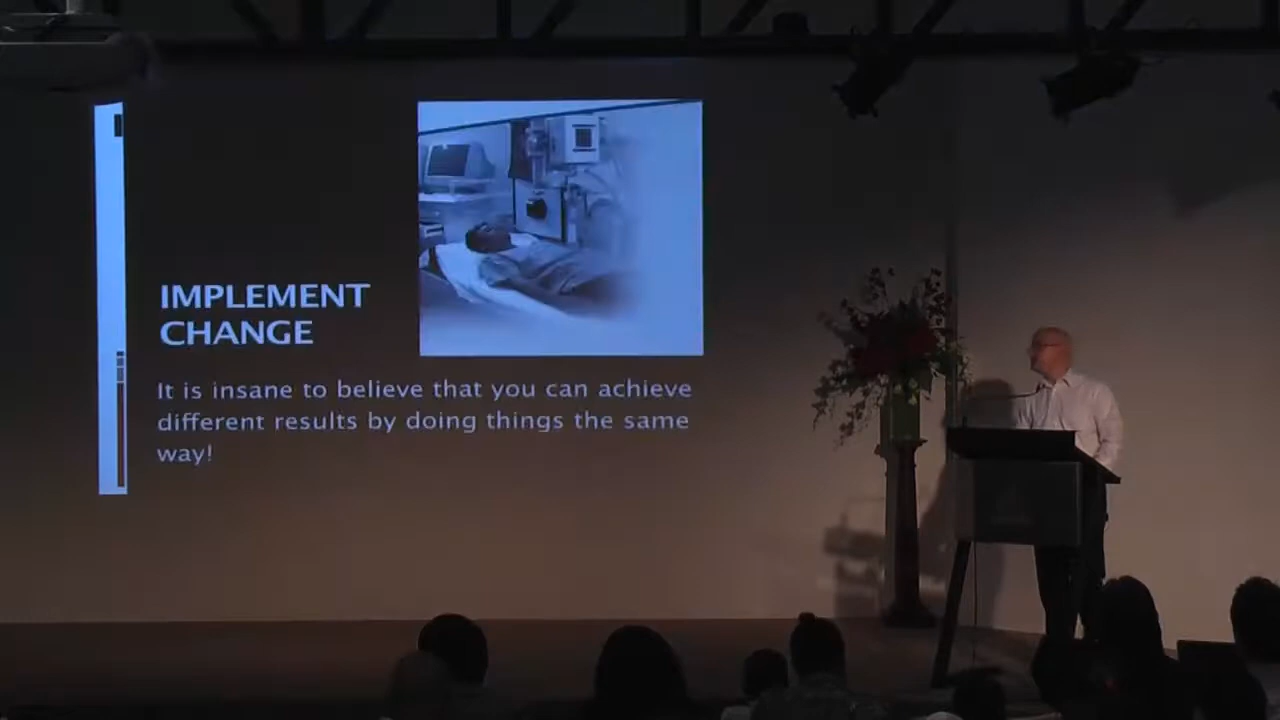 IMPLEMENT
CHANGE
It is insane to believe that you can achieve
different results by doing things the same
way!